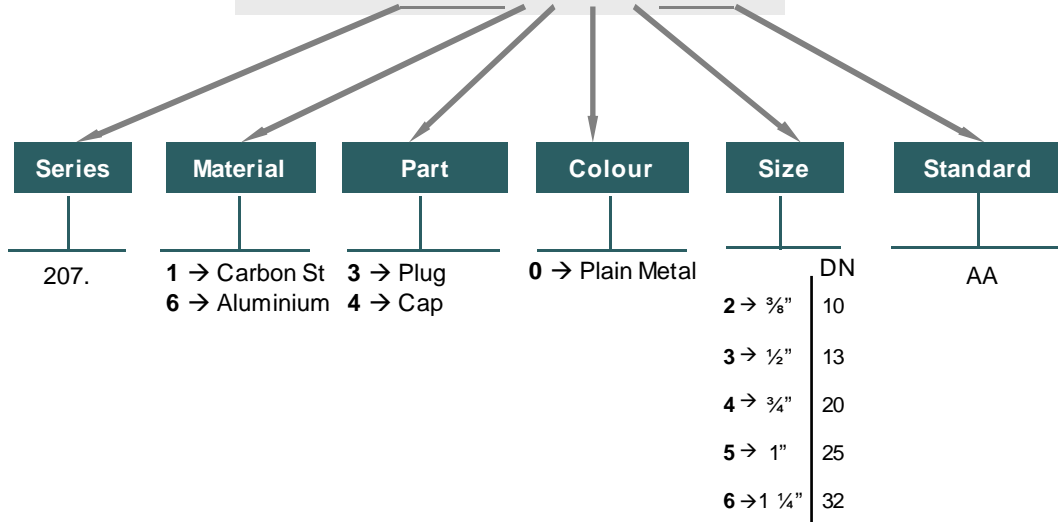 Series Material Part Colour Size Standard
207. 1 → Carbon St 3 → Plug 0 → Plain Metal DN AA
6 → Aluminium 4 → Cap
2 → ⅜” 10
3 → ½” 13
4 → ¾” 20
5 → 1” 25
6 →1 ¼” 32